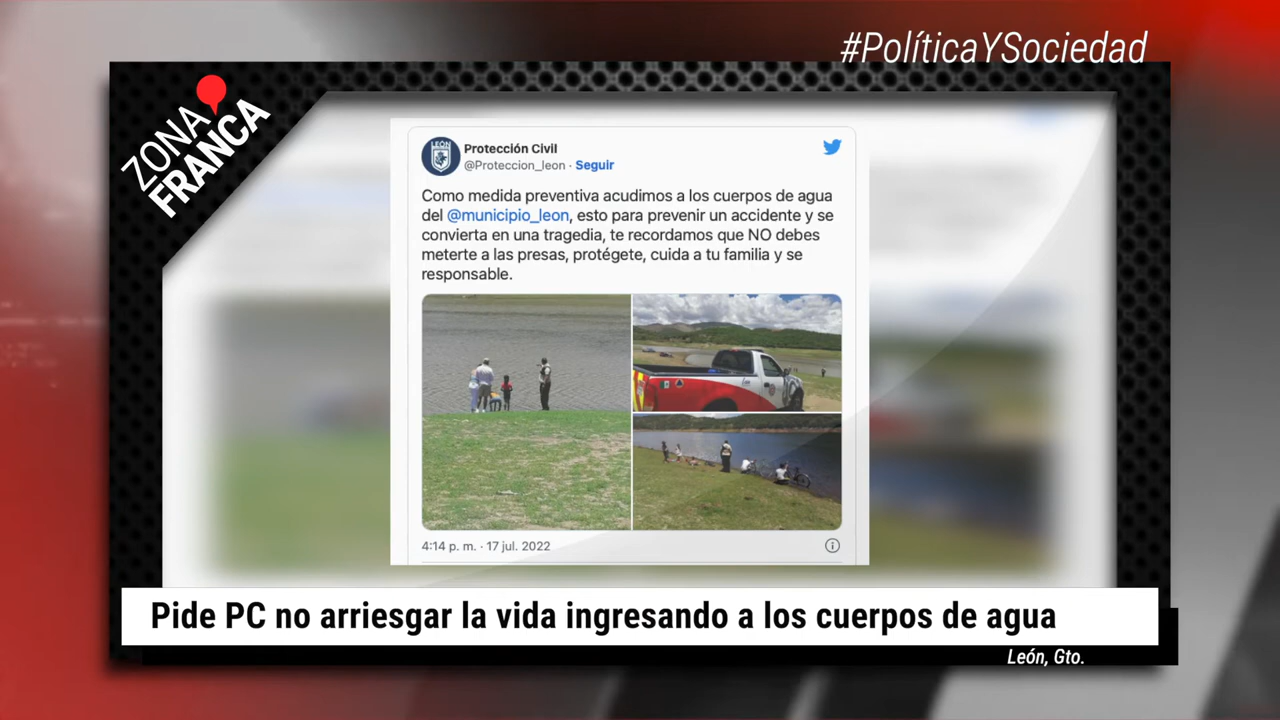 #PolíticaYSociedad
ZONA
FRANCA
Protección Civil
@Proteccion_leon · Seguir
Como medida preventiva acudimos a los cuerpos de agua
del @municipio_leon, esto para prevenir un accidente y se
convierta en una tragedia, te recordamos que NO debes
meterte a las presas, protégete, cuida a tu familia y se
responsable.
4:14 p. m. · 17 jul. 2022
Pide PC no arriesgar la vida ingresando a los cuerpos de agua
León, Gto.